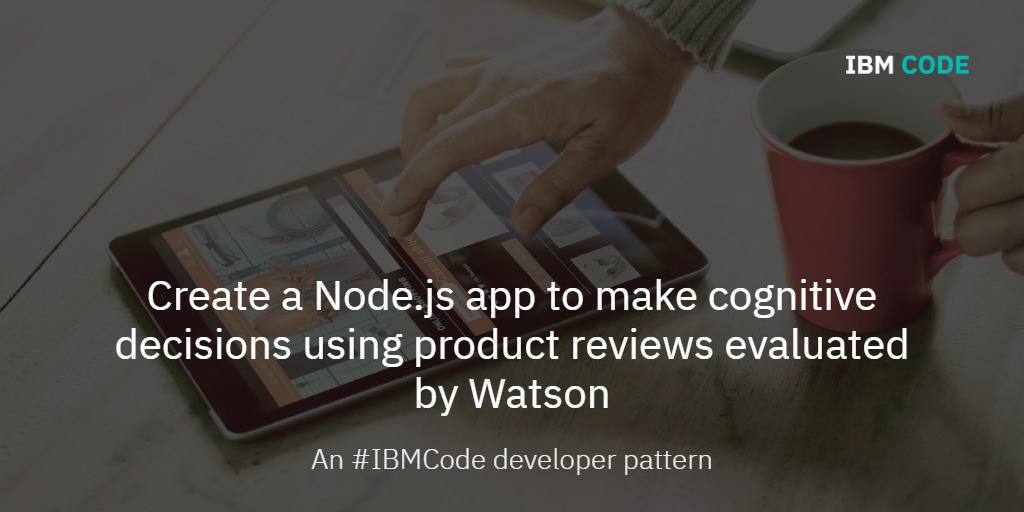 IBM CODE
Create a Node.js app to make cognitive
decisions using product reviews evaluated
by Watson
An #IBMCode developer pattern